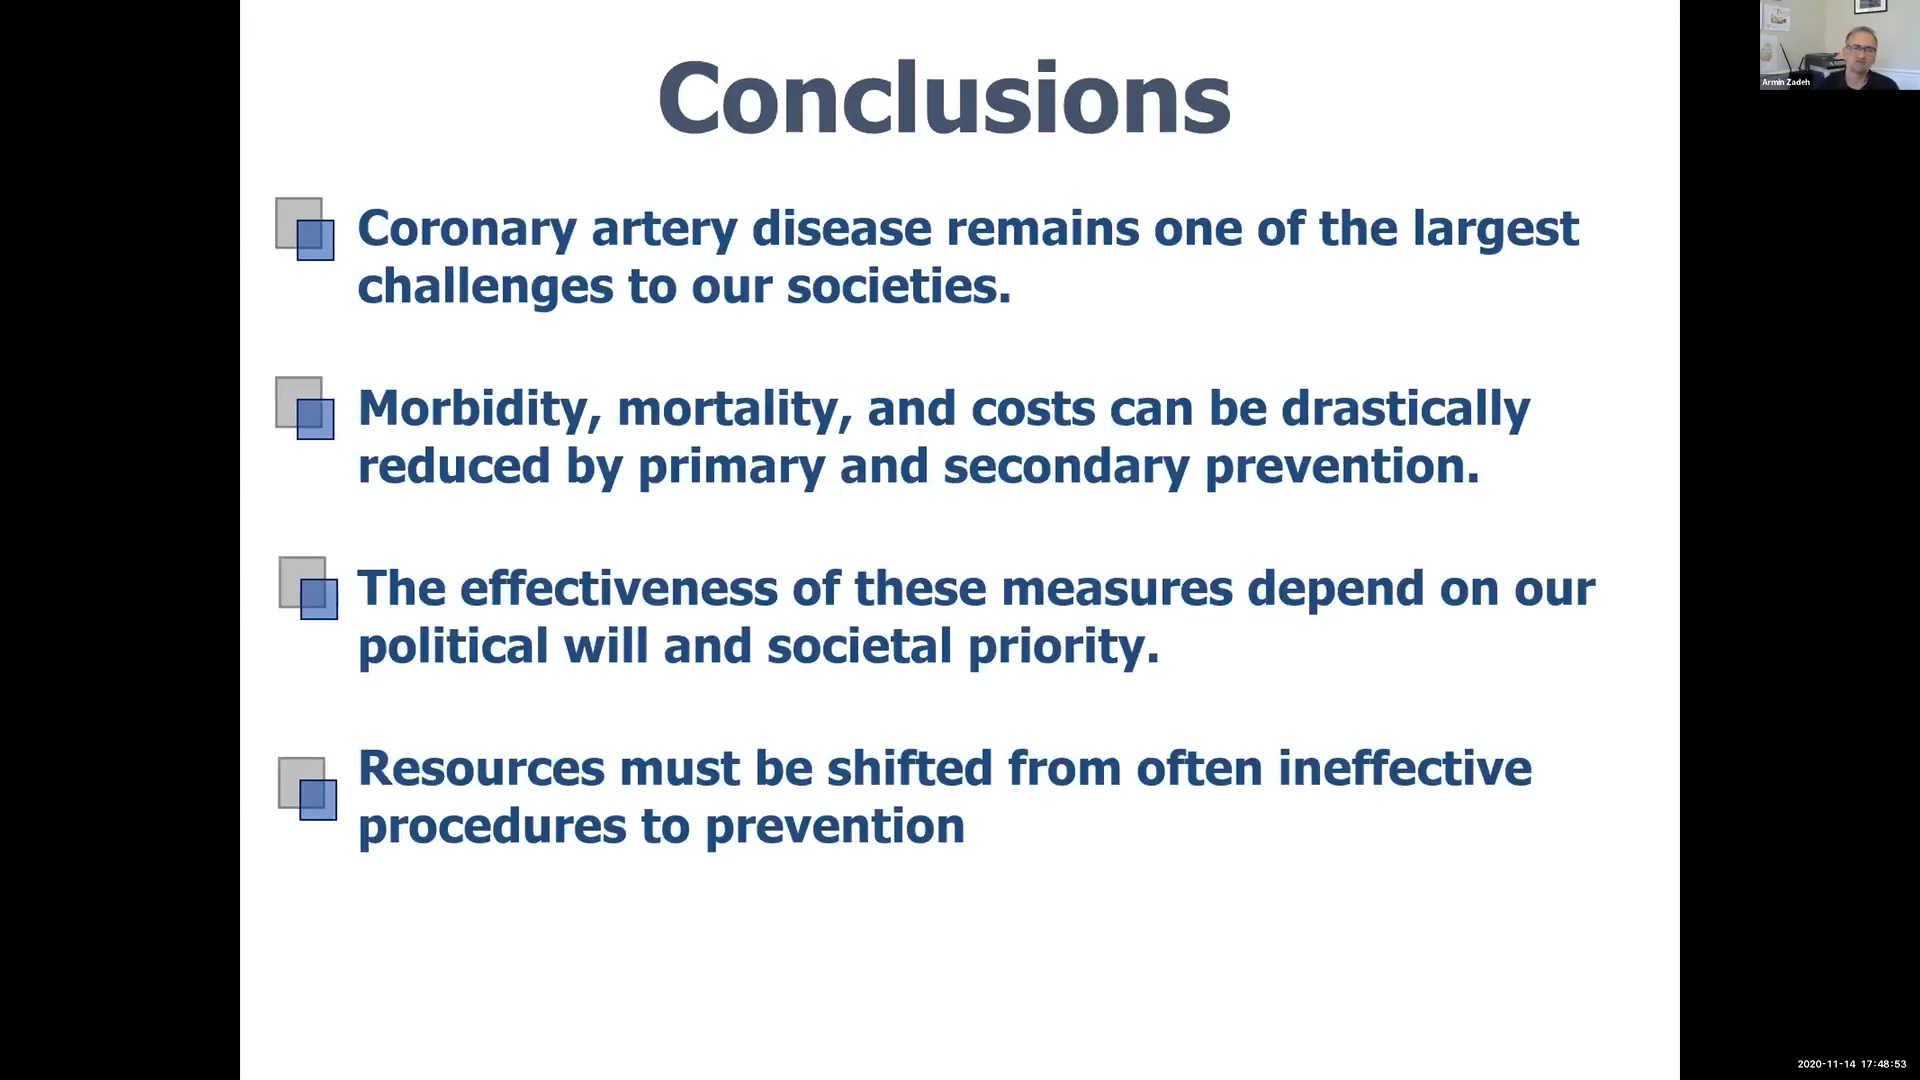 Conclusions
Coronary artery disease remains one of the largest
challenges to our societies.
Morbidity, mortality, and costs can be drastically
reduced by primary and secondary prevention.
The effectiveness of these measures depend on our
political will and societal priority.
Resources must be shifted from often ineffective
procedures to prevention
Armin Zadeh
2020-11-14 17:48:53